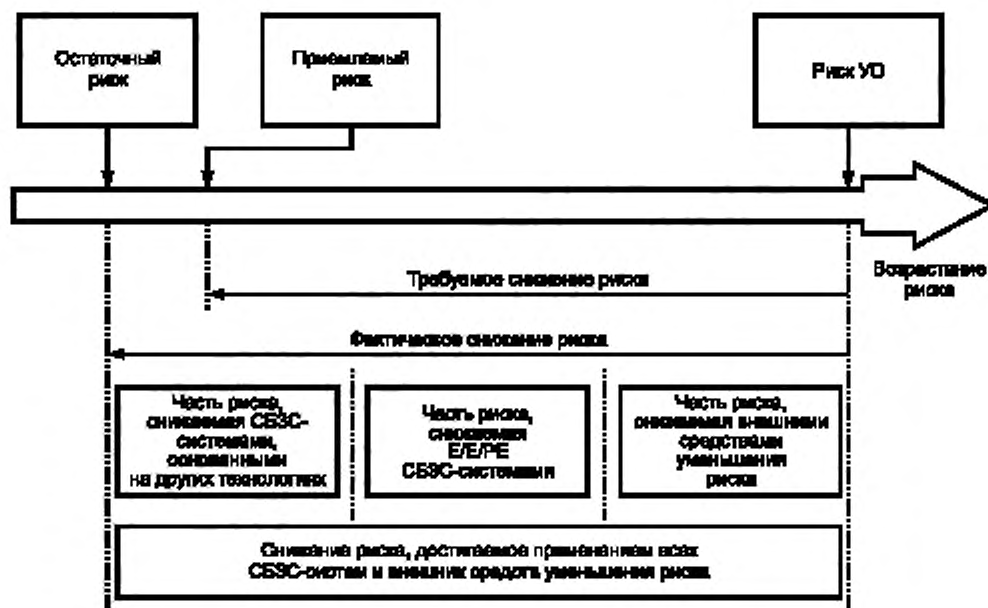 Остаточный
риск
Приемлемый
риск
Риск УО
Возрастание
риска
Требуемое снижение риска
Фактическое снижение риска
Часть риска,
снижаемая СБЗС-
системами,
основанными
на других технологиях
Часть риска,
снижаемая
E/E/PE
СБЗС-системами
Часть риска,
снижаемая внешними
средствами
уменьшения
риска
Снижение риска, достигаемое применением всех
СБЗС-систем и внешних средств уменьшения риска